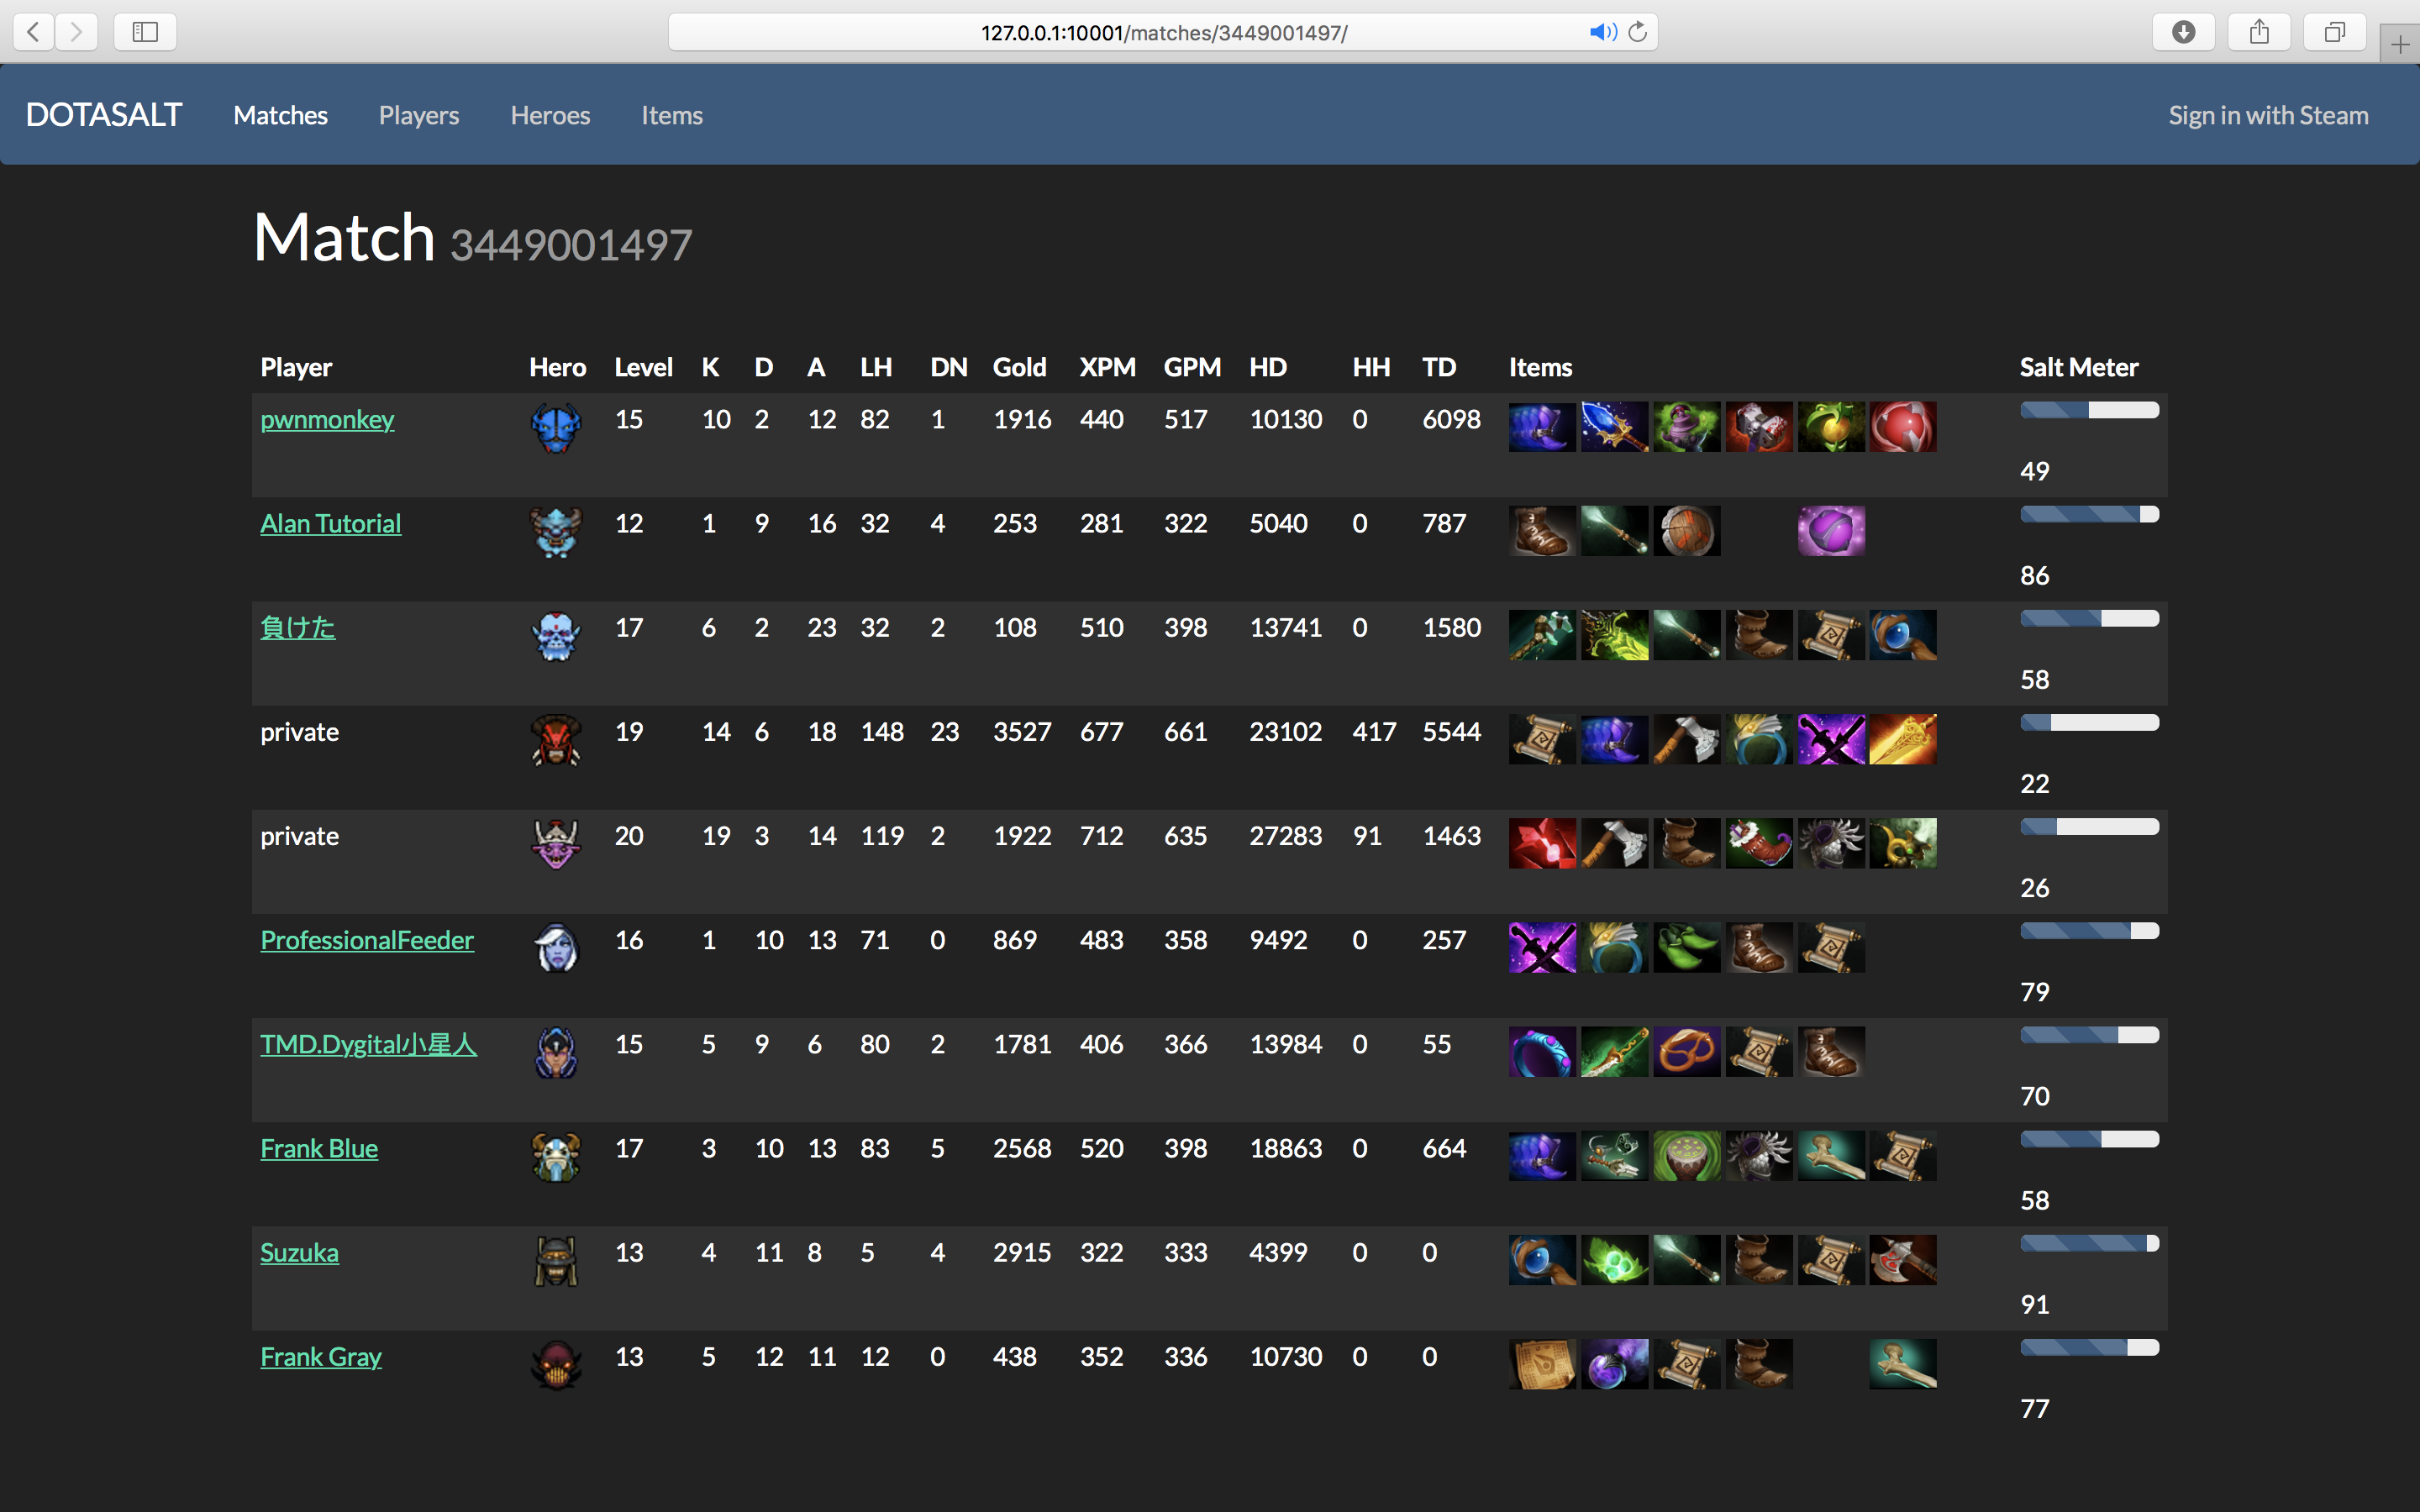 127.0.0.1:10001/matches/3449001497/
DOTASALT Matches Players Heroes Items Sign in with Steam
Match 3449001497
Player Hero Level K D A LH DN Gold XPM GPM HD HH TD Items Salt Meter
pwnmonkey 15 10 2 12 82 1 1916 440 517 10130 0 6098
49
Alan Tutorial 12 1 9 16 32 4 253 281 322 5040 0 787
86
負けた 17 6 2 23 32 2 108 510 398 13741 0 1580
58
private 19 14 6 18 148 23 3527 677 661 23102 417 5544
22
private 20 19 3 14 119 2 1922 712 635 27283 91 1463
26
ProfessionalFeeder 16 1 10 13 71 0 869 483 358 9492 0 257
79
TMD.Dygital小星人 15 5 9 6 80 2 1781 406 366 13984 0 55
70
Frank Blue 17 3 10 13 83 5 2568 520 398 18863 0 664
58
Suzuka 13 4 11 8 5 4 2915 322 333 4399 0 0
91
Frank Gray 13 5 12 11 12 0 438 352 336 10730 0 0
77